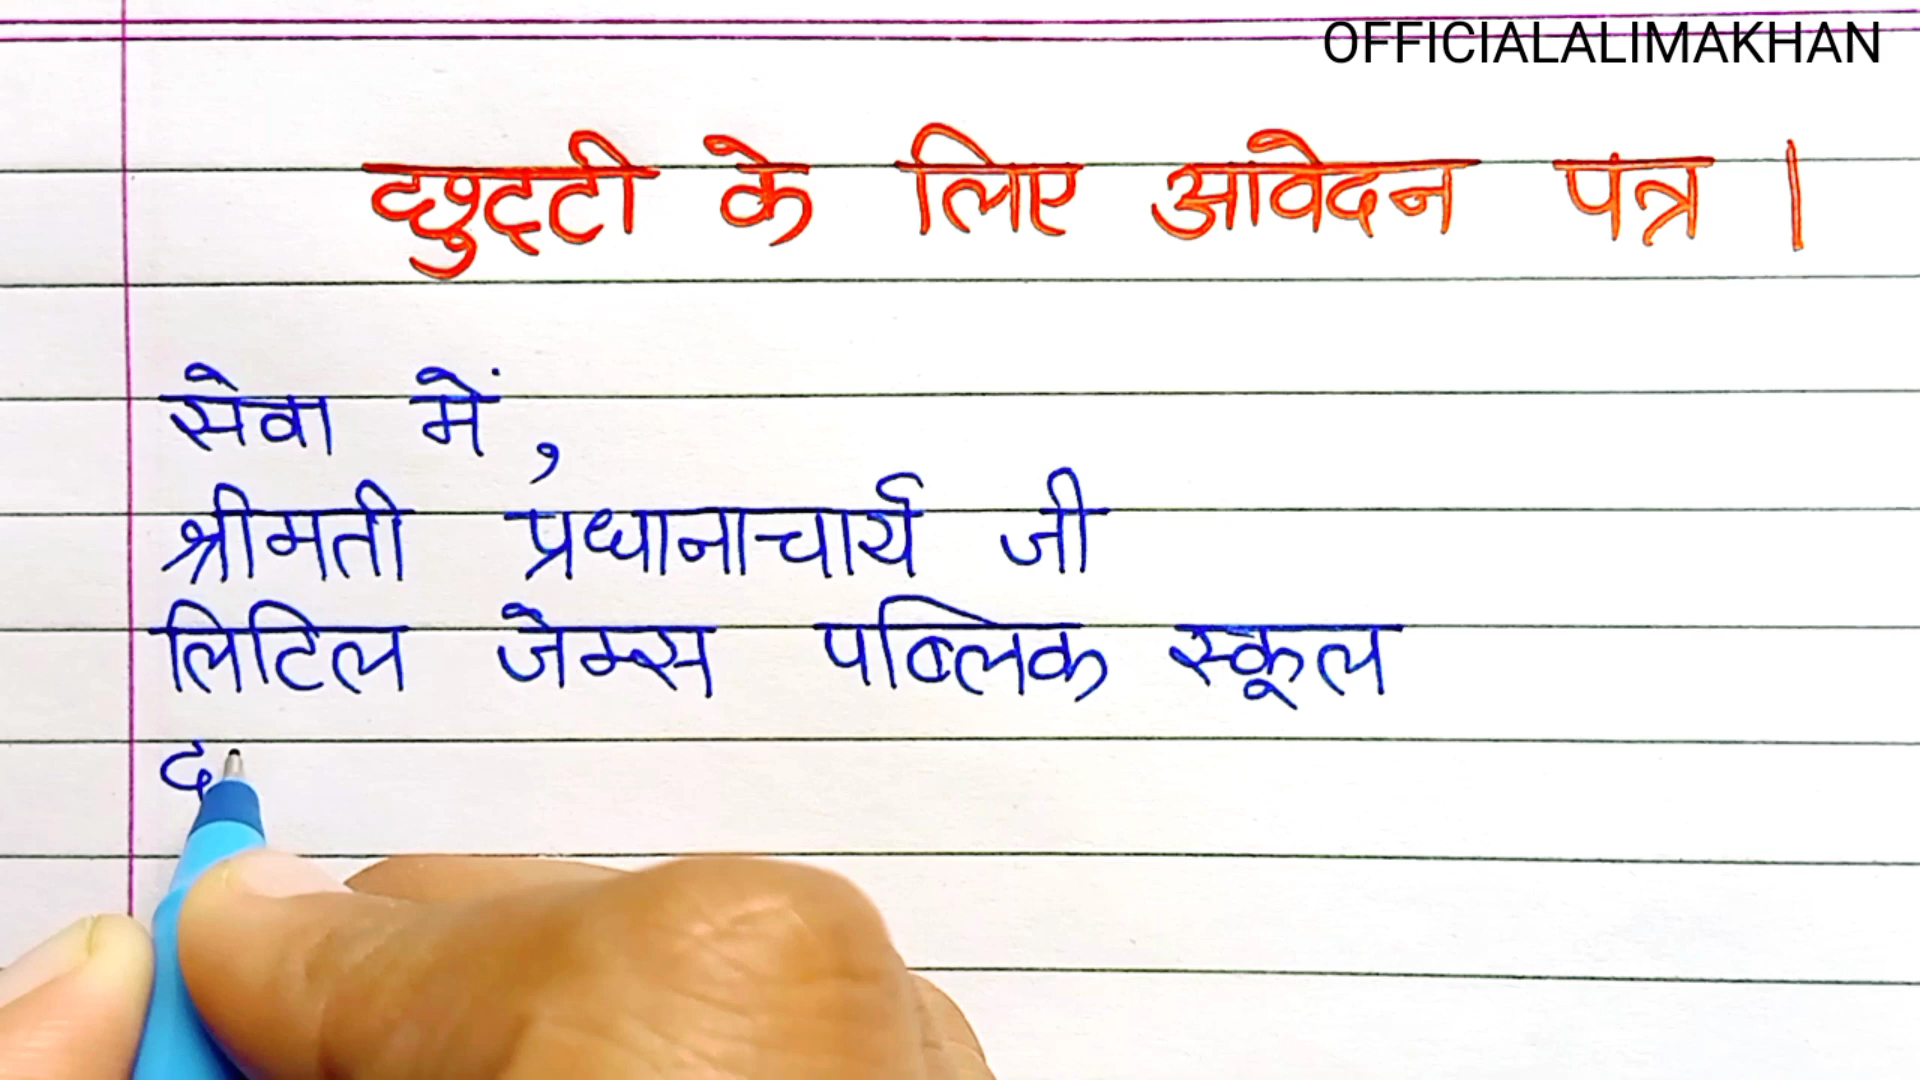 OFFICIALALIMAKHAN
छुट्टी के लिए आवेदन पत्र ।
सेवा में,
श्रीमती प्रधानाचार्य जी
लिटिल जेम्स पब्लिक स्कूल
द